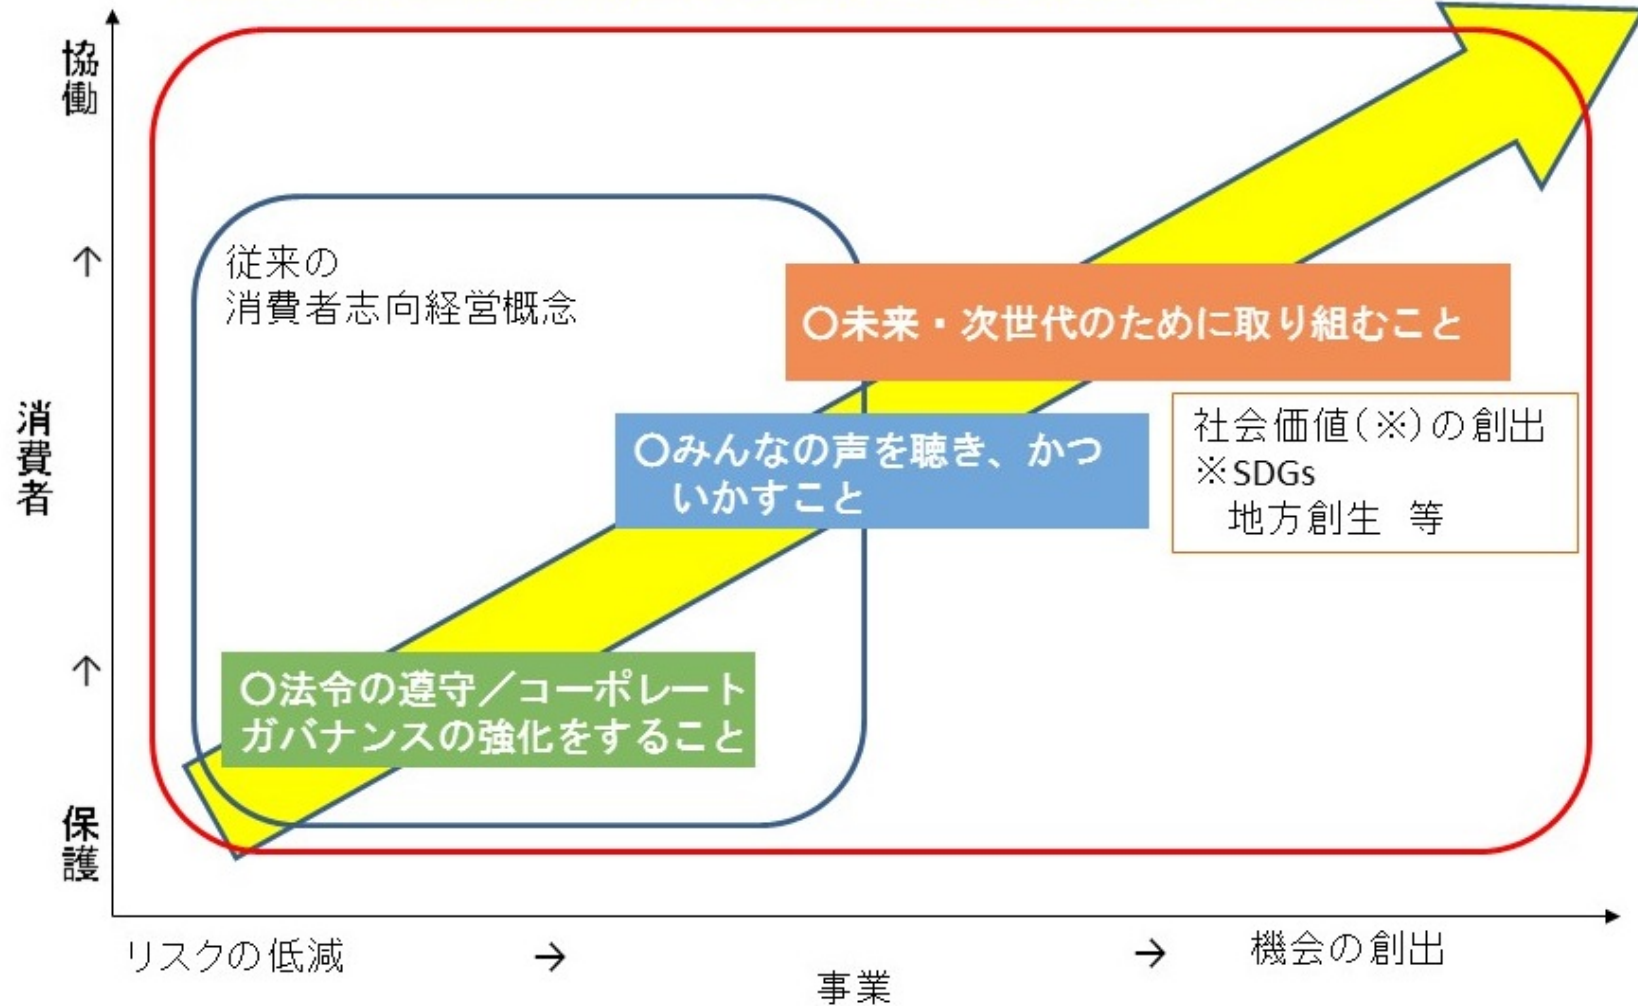 協働
↑
従来の
消費者志向経営概念
〇未来・次世代のために取り組むこと
消費者
〇みんなの声を聴き、かつ
いかすこと
社会価値(※)の創出
※SDGs
地方創生 等
↑
〇法令の遵守／コーポレート
ガバナンスの強化をすること
保護
リスクの低減 → → 機会の創出
事業